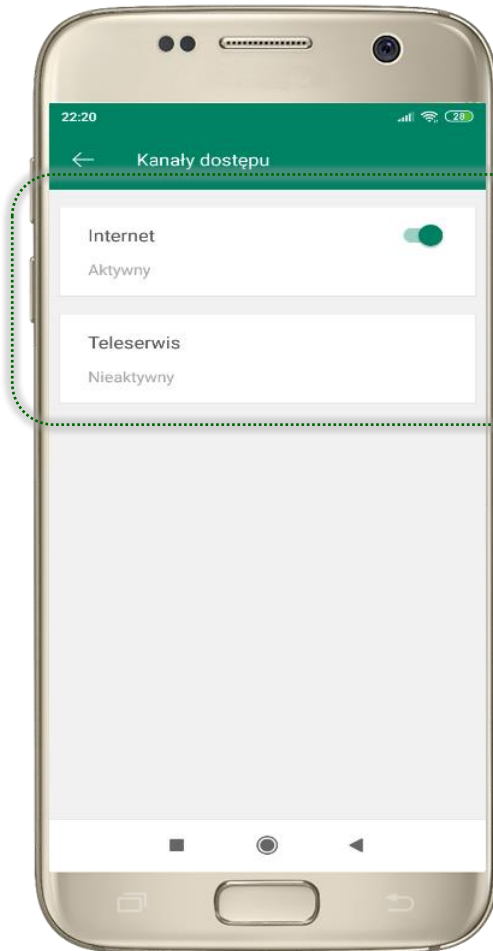 22:20
28
Kanały dostępu
Internet
Aktywny
Teleserwis
Nieaktywny